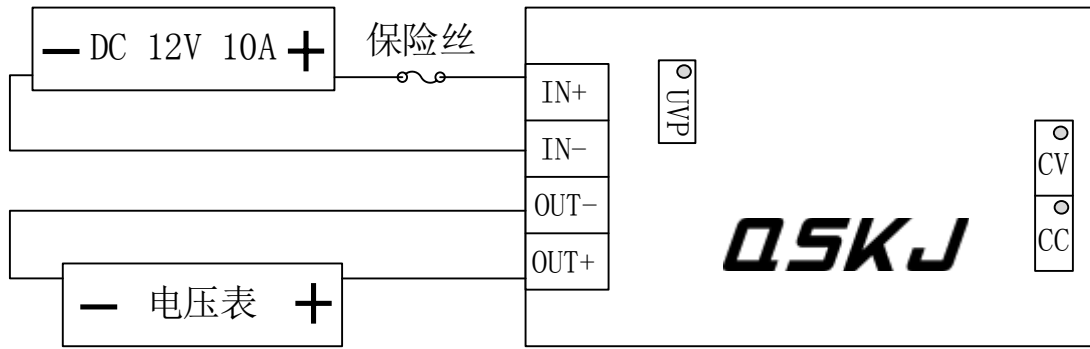 — DC 12V 10A +
保险丝
IN+
IN-
OUT-
OUT+
— 电压表 +
UVP
CV
CC
QSKJ